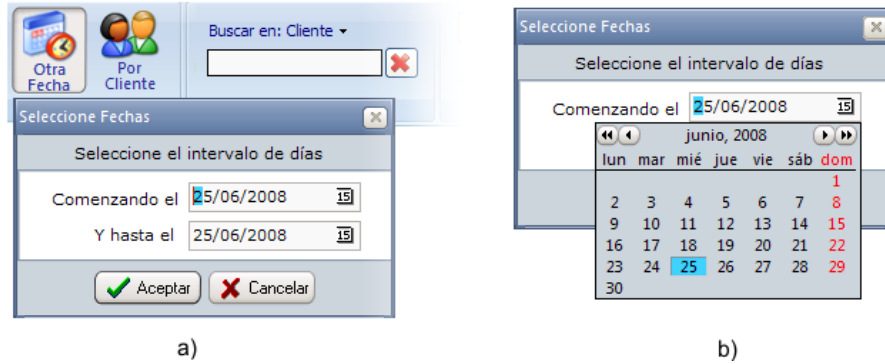 Otra
Fecha
Por
Cliente
Buscar en: Cliente
Seleccione Fechas
Seleccione el intervalo de días
Comenzando el 25/06/2008 15
Y hasta el 25/06/2008 15
Aceptar Cancelar
a)
Seleccione Fechas
Seleccione el intervalo de días
Comenzando el 25/06/2008 15
junio, 2008
lun mar mié jue vie sáb dom
1
2 3 4 5 6 7 8
9 10 11 12 13 14 15
16 17 18 19 20 21 22
23 24 25 26 27 28 29
30
b)